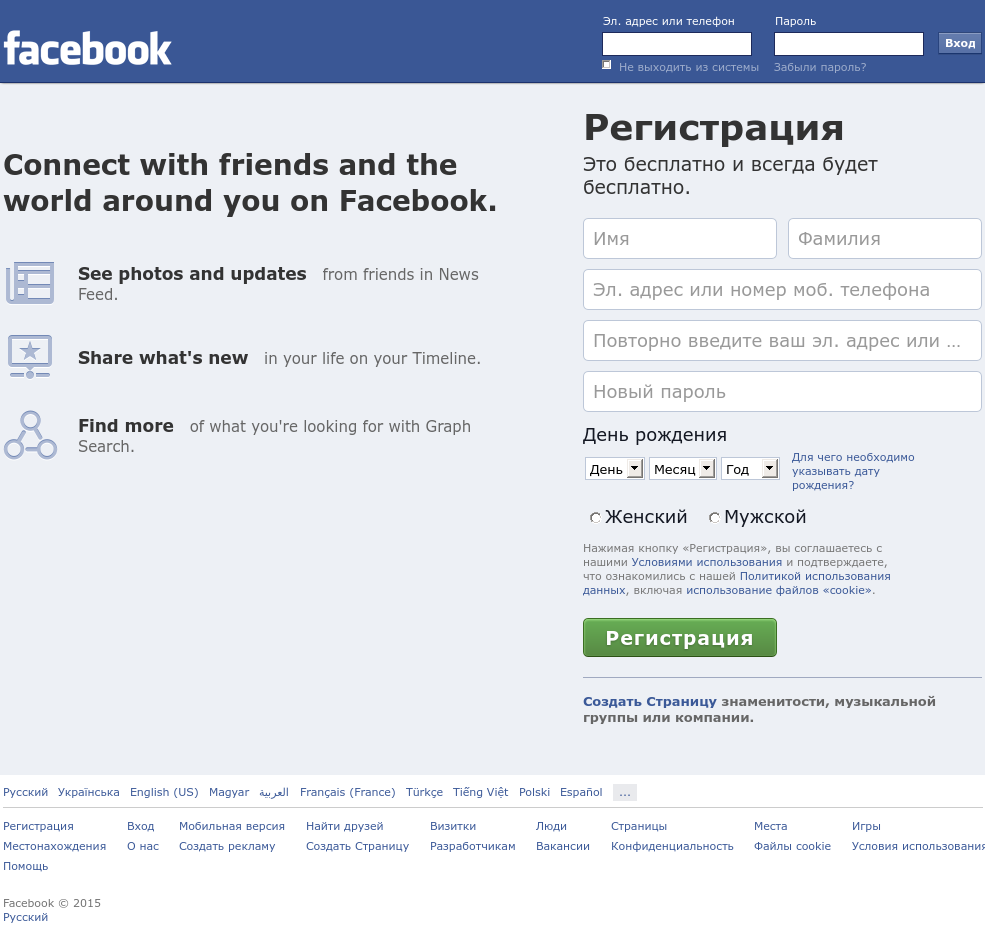 facebook
Эл. адрес или телефон
Пароль
Вход
Не выходить из системы
Забыли пароль?
Connect with friends and the
world around you on Facebook.
See photos and updates from friends in News
Feed.
Share what's new in your life on your Timeline.
Find more of what you're looking for with Graph
Search.
Регистрация
Это бесплатно и всегда будет
бесплатно.
Имя
Фамилия
Эл. адрес или номер моб. телефона
Повторно введите ваш эл. адрес или ...
Новый пароль
День рождения
День Месяц Год
Для чего необходимо
указывать дату
рождения?
Женский Мужской
Нажимая кнопку «Регистрация», вы соглашаетесь с
нашими Условиями использования и подтверждаете,
что ознакомились с нашей Политикой использования
данных, включая использование файлов «cookie».
Регистрация
Создать Страницу знаменитости, музыкальной
группы или компании.
Русский Українська English (US) Magyar العربية Français (France) Türkçe Tiếng Việt Polski Español ...
Регистрация Вход Мобильная версия Найти друзей Визитки Люди Страницы Места Игры
Местонахождения О нас Создать рекламу Создать Страницу Разработчикам Вакансии Конфиденциальность Файлы cookie Условия использования
Помощь
Facebook © 2015
Русский